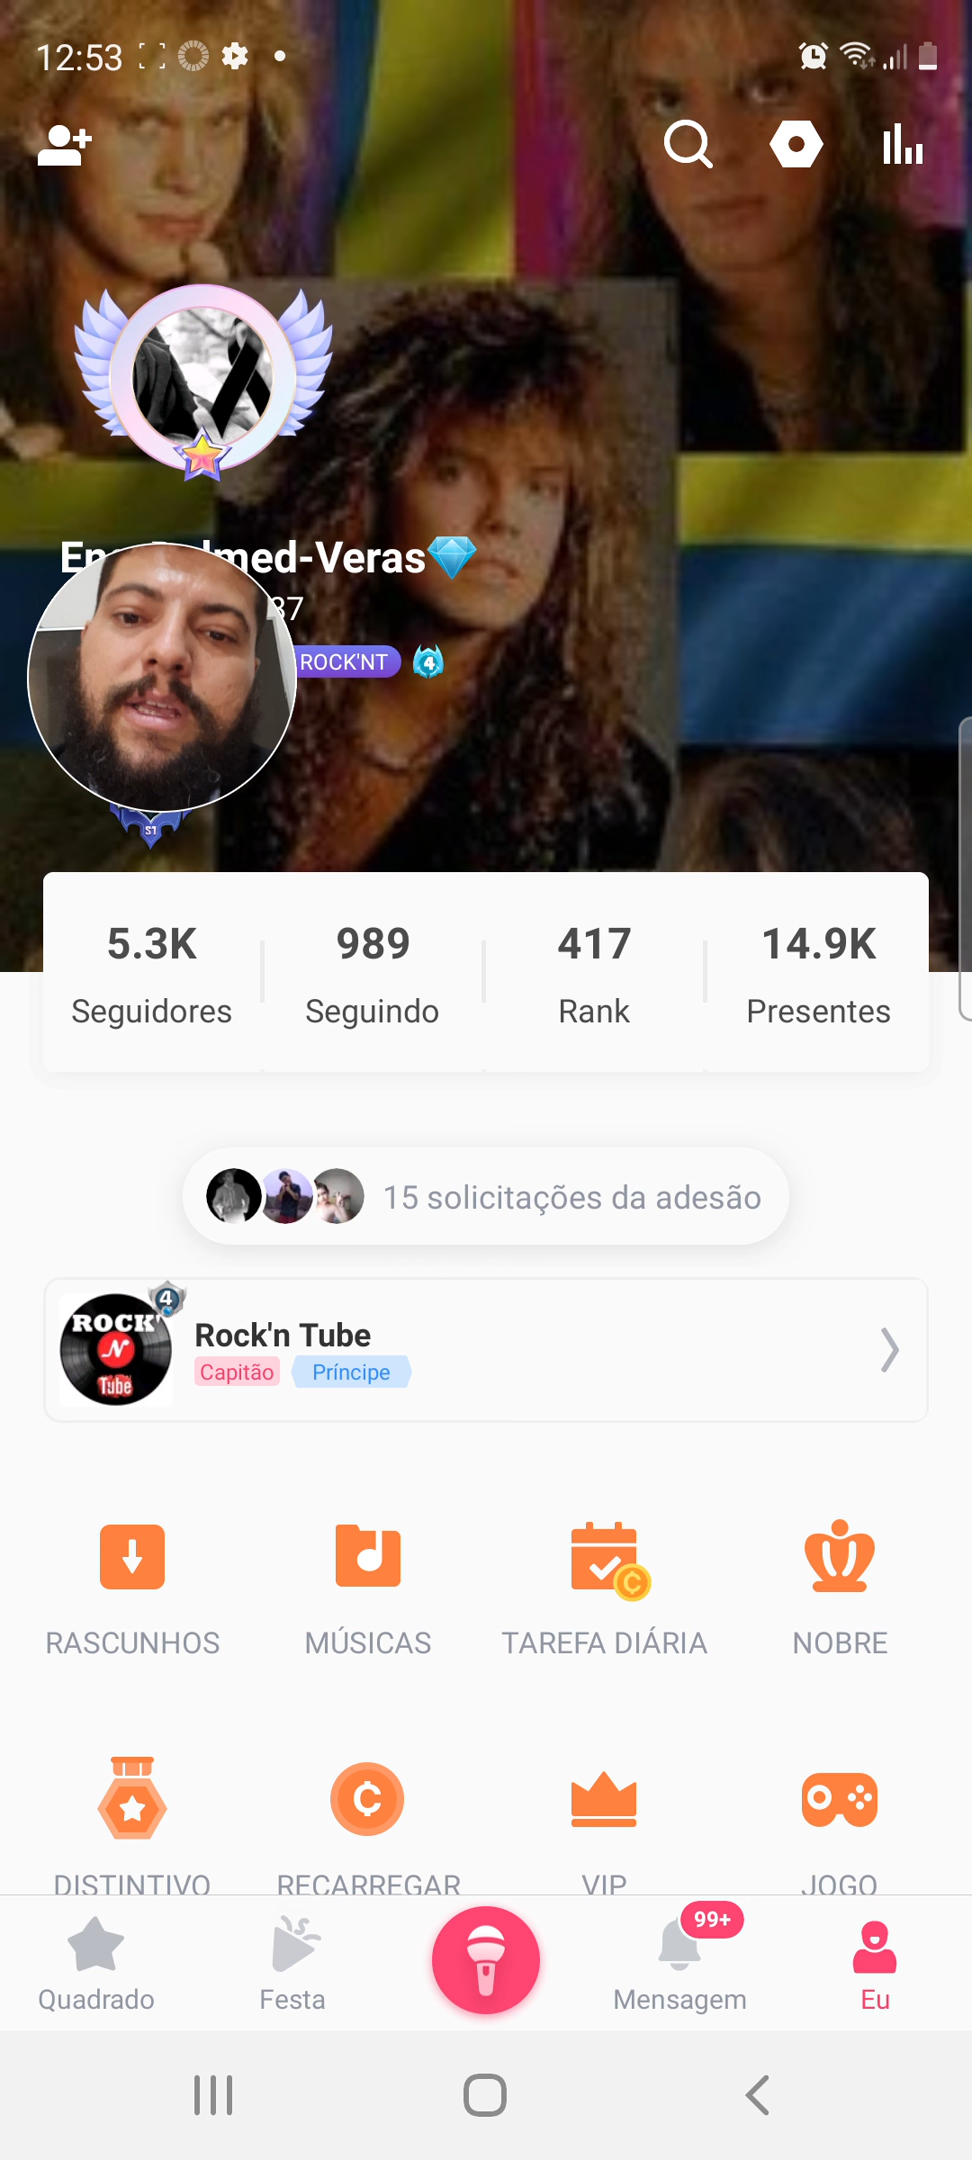 12:53
med-Veras
37
ROCK'NT
4
S1
5.3K
989
417
14.9K
Seguidores
Seguindo
Rank
Presentes
15 solicitações da adesão
4
ROCK'
N
Tube
Rock'n Tube
Capitão
Príncipe
RASCUNHOS
MÚSICAS
TAREFA DIÁRIA
NOBRE
DISTINTIVO
RECARREGAR
VIP
JOGO
99+
Quadrado
Festa
Mensagem
Eu